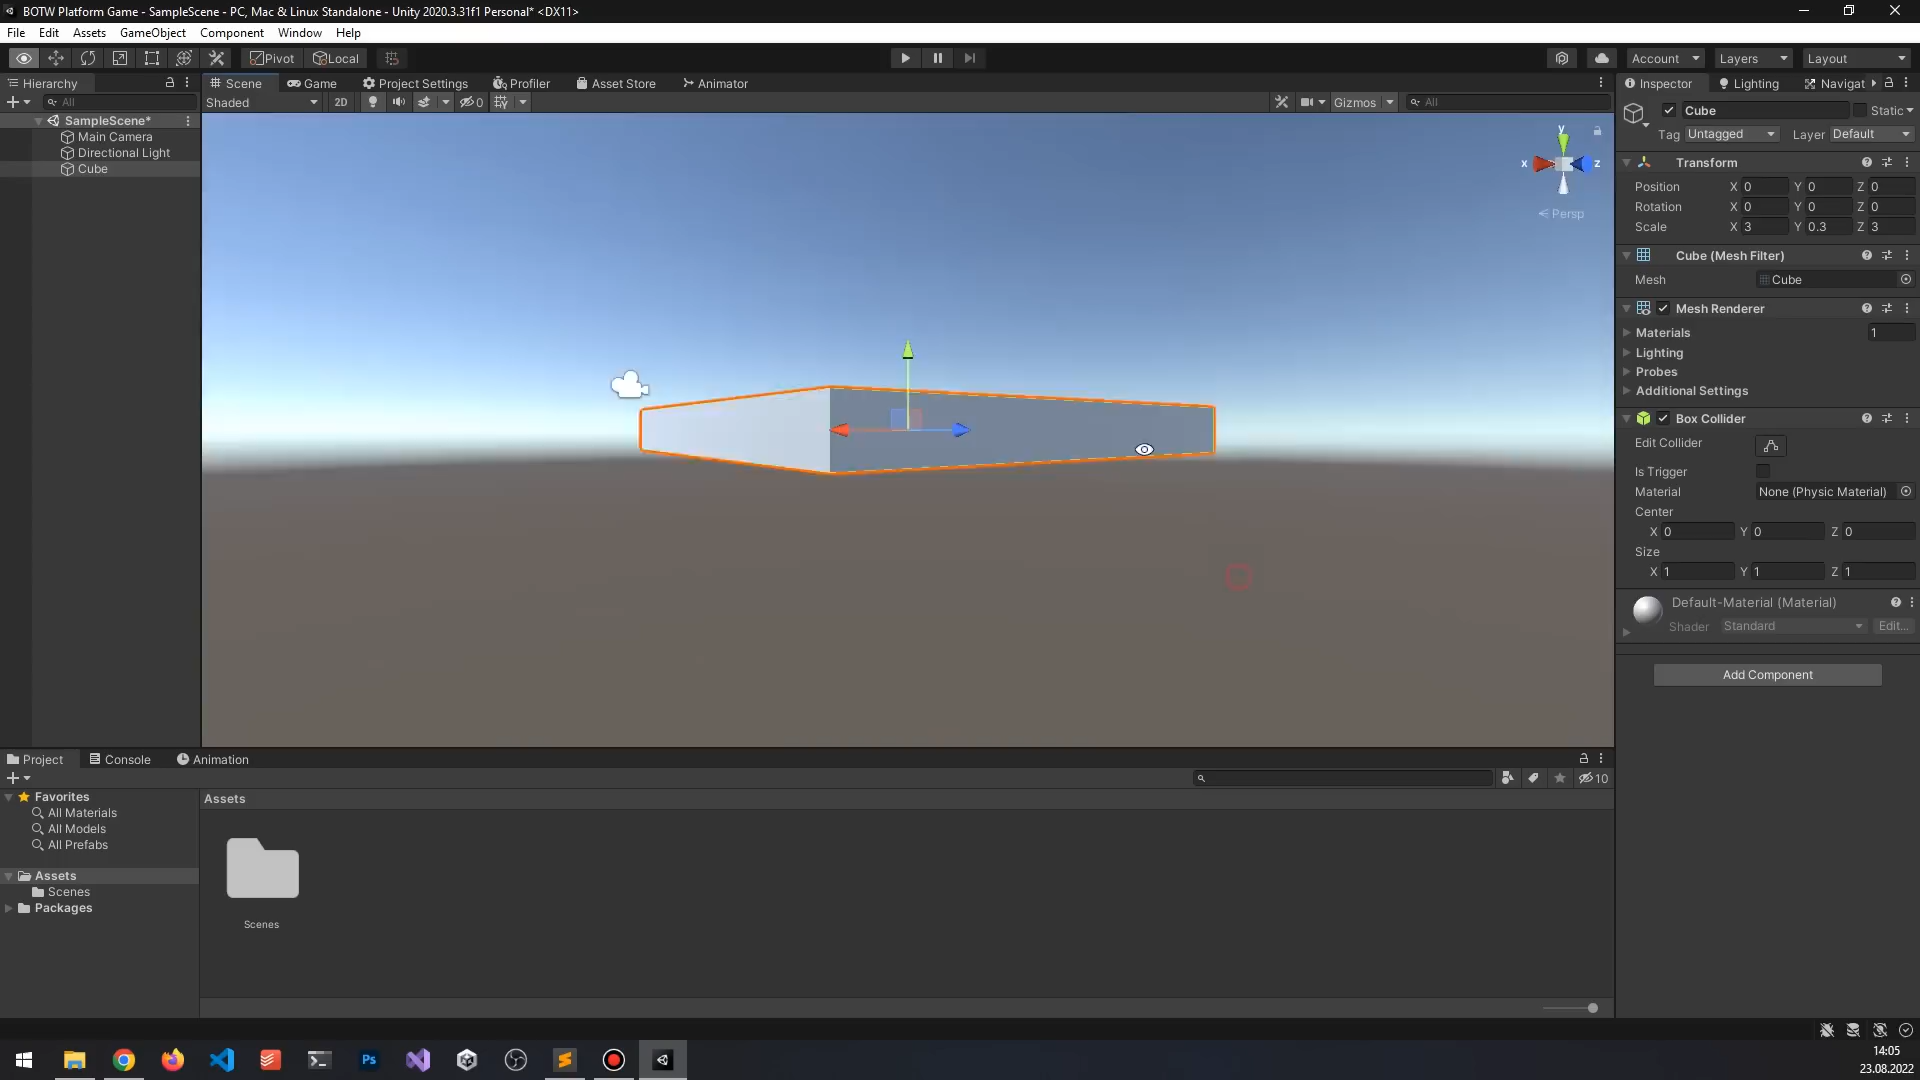 BOTW Platform Game - SampleScene - PC, Mac & Linux Standalone - Unity 2020.3.31f1 Personal* <DX11>
File Edit Assets GameObject Component Window Help
Pivot Local Account Layers Layout
Hierarchy Scene Game Project Settings Profiler Asset Store Animator Inspector Lighting Navigat
All Shaded 2D 0 Gizmos All
Cube Static
SampleScene*
Main Camera
Directional Light
Cube
y
x z
Persp
Tag Untagged Layer Default
Transform
Position X 0 Y 0 Z 0
Rotation X 0 Y 0 Z 0
Scale X 3 Y 0.3 Z 3
Cube (Mesh Filter)
Mesh Cube
Mesh Renderer
Materials 1
Lighting
Probes
Additional Settings
Box Collider
Edit Collider
Is Trigger
Material None (Physic Material)
Center
X 0 Y 0 Z 0
Size
X 1 Y 1 Z 1
Default-Material (Material)
Shader Standard Edit...
Add Component
Project Console Animation
10
Favorites
All Materials
All Models
All Prefabs
Assets
Scenes
Packages
Assets
Scenes
Ps
14:05
23.08.2022